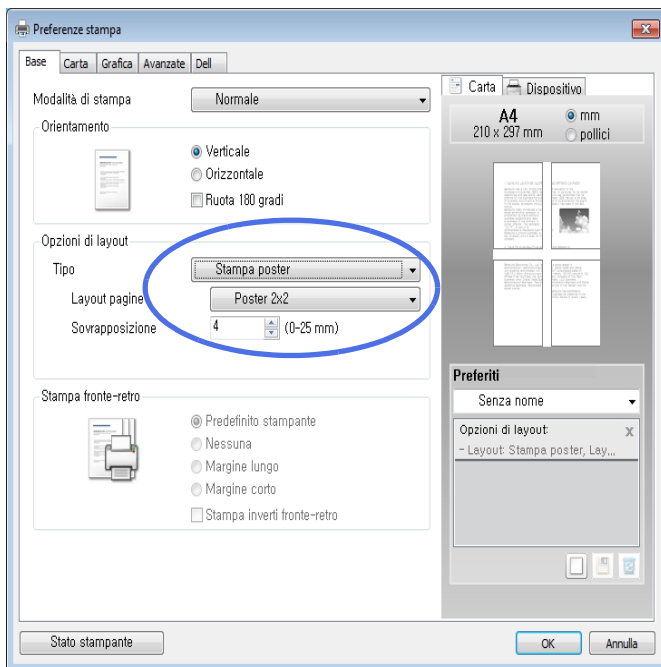 Preferenze stampa
Base Carta Grafica Avanzate Dell
Modalità di stampa Normale
Orientamento
Verticale
Orizzontale
Ruota 180 gradi
Opzioni di layout
Tipo Stampa poster
Layout pagine Poster 2x2
Sovrapposizione 4 (0-25 mm)
Stampa fronte-retro
Predefinito stampante
Nessuna
Margine lungo
Margine corto
Stampa inverti fronte-retro
Carta Dispositivo
A4 mm
210 x 297 mm pollici
Preferiti
Senza nome
Opzioni di layout: x
- Layout: Stampa poster, Lay...
Stato stampante OK Annulla